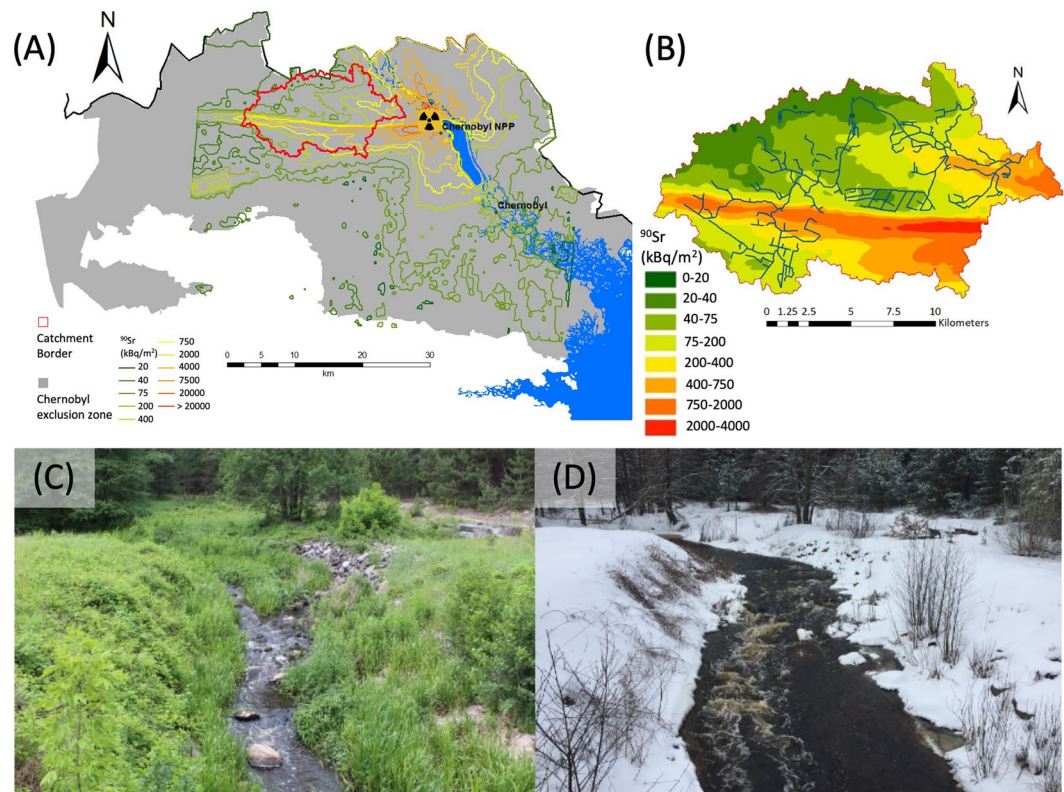 (A)
N
Chernobyl NPP
Chernobyl
Catchment
Border
Chernobyl
exclusion zone
⁹⁰Sr
(kBq/m²)
20
40
75
200
400
750
2000
4000
7500
20000
> 20000
0 5 10 20 30
km
(B)
N
⁹⁰Sr
(kBq/m²)
0-20
20-40
40-75
75-200
200-400
400-750
750-2000
2000-4000
0 1.25 2.5 5 7.5 10
Kilometers
(C)
(D)